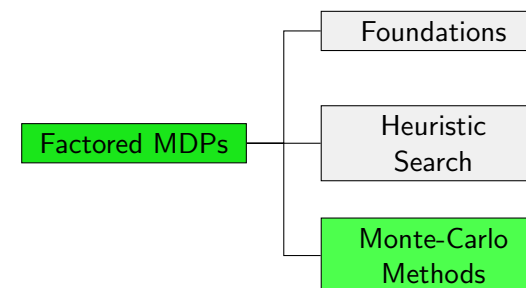 Foundations
Factored MDPs
Heuristic
Search
Monte-Carlo
Methods